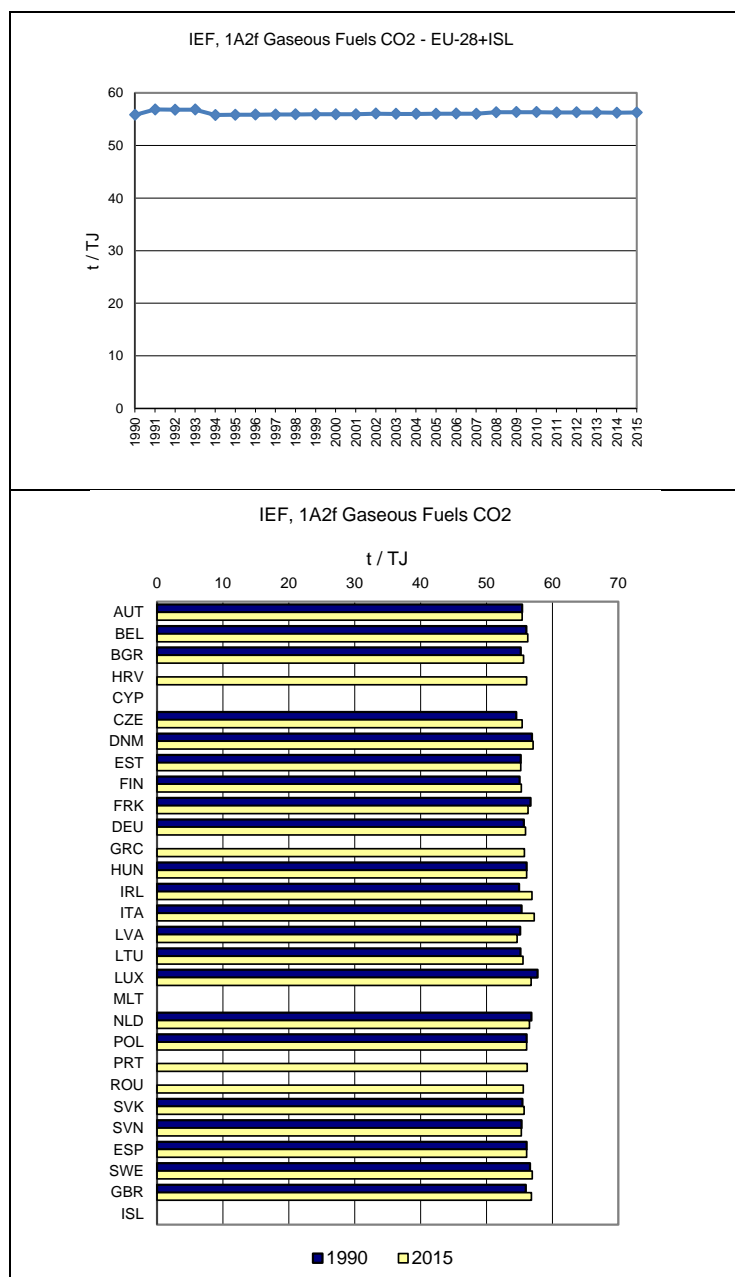 IEF, 1A2f Gaseous Fuels CO2 - EU-28+ISL
60
50
40
30
20
10
0
t / TJ
1990 1991 1992 1993 1994 1995 1996 1997 1998 1999 2000 2001 2002 2003 2004 2005 2006 2007 2008 2009 2010 2011 2012 2013 2014 2015
IEF, 1A2f Gaseous Fuels CO2
t / TJ
0 10 20 30 40 50 60 70
AUT
BEL
BGR
HRV
CYP
CZE
DNM
EST
FIN
FRK
DEU
GRC
HUN
IRL
ITA
LVA
LTU
LUX
MLT
NLD
POL
PRT
ROU
SVK
SVN
ESP
SWE
GBR
ISL
1990 2015